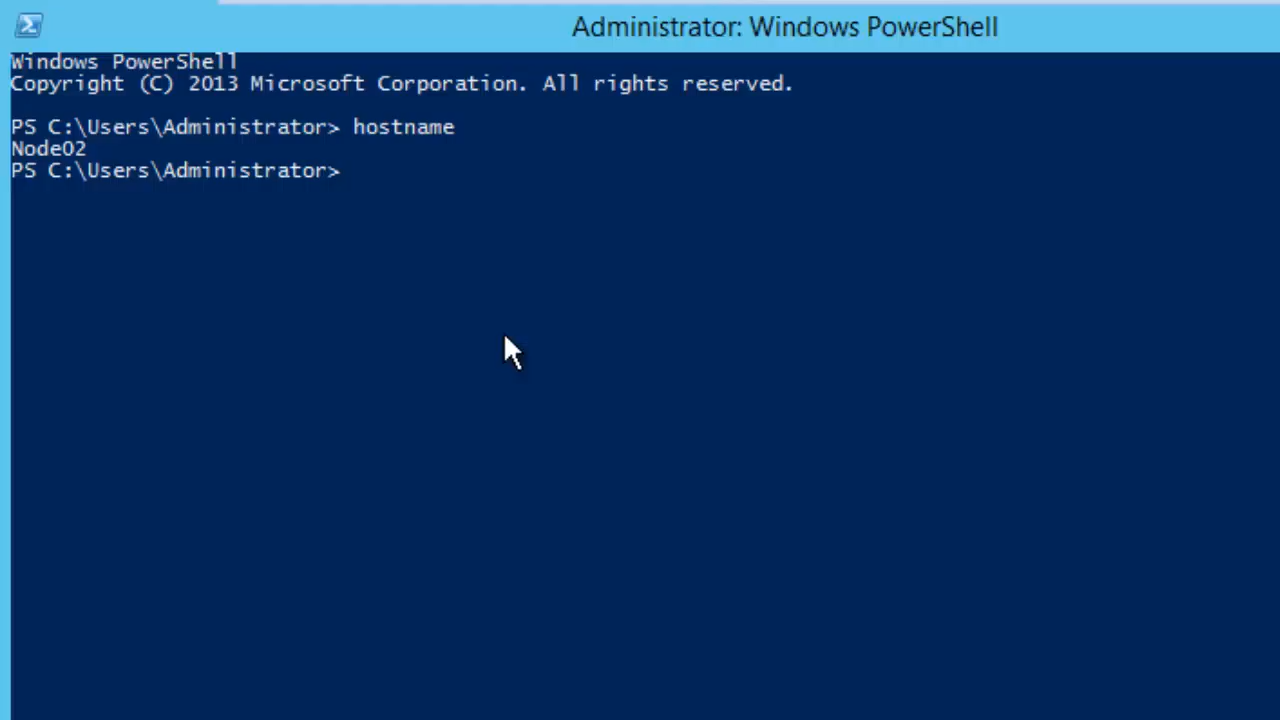 Administrator: Windows PowerShell
Windows PowerShell
Copyright (C) 2013 Microsoft Corporation. All rights reserved.
PS C:\Users\Administrator> hostname
Node02
PS C:\Users\Administrator>